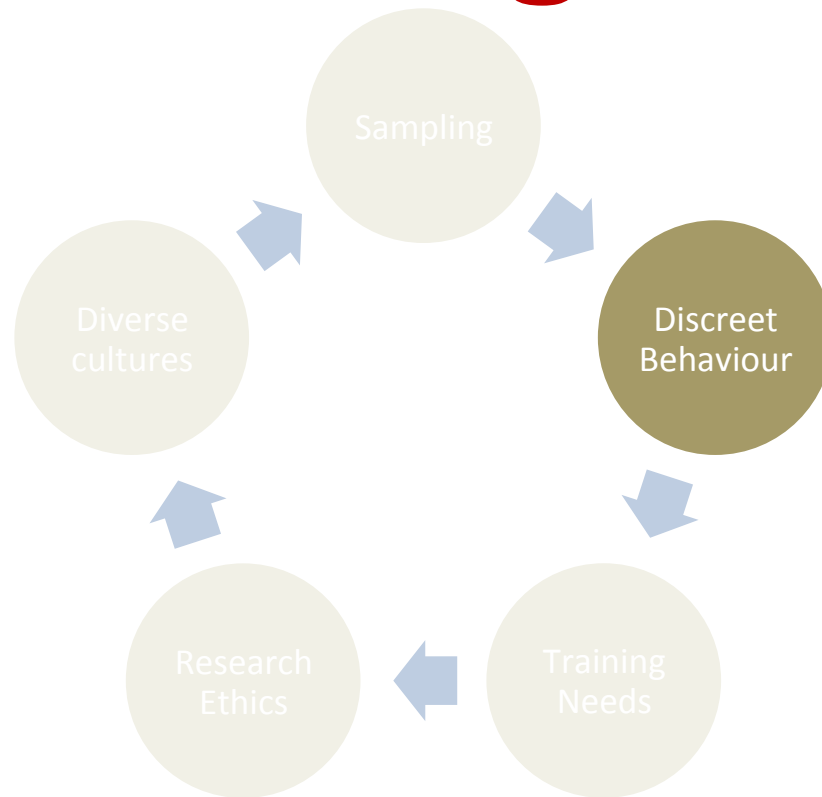 Sampling
Discreet
Behaviour
Training
Needs
Research
Ethics
Diverse
cultures